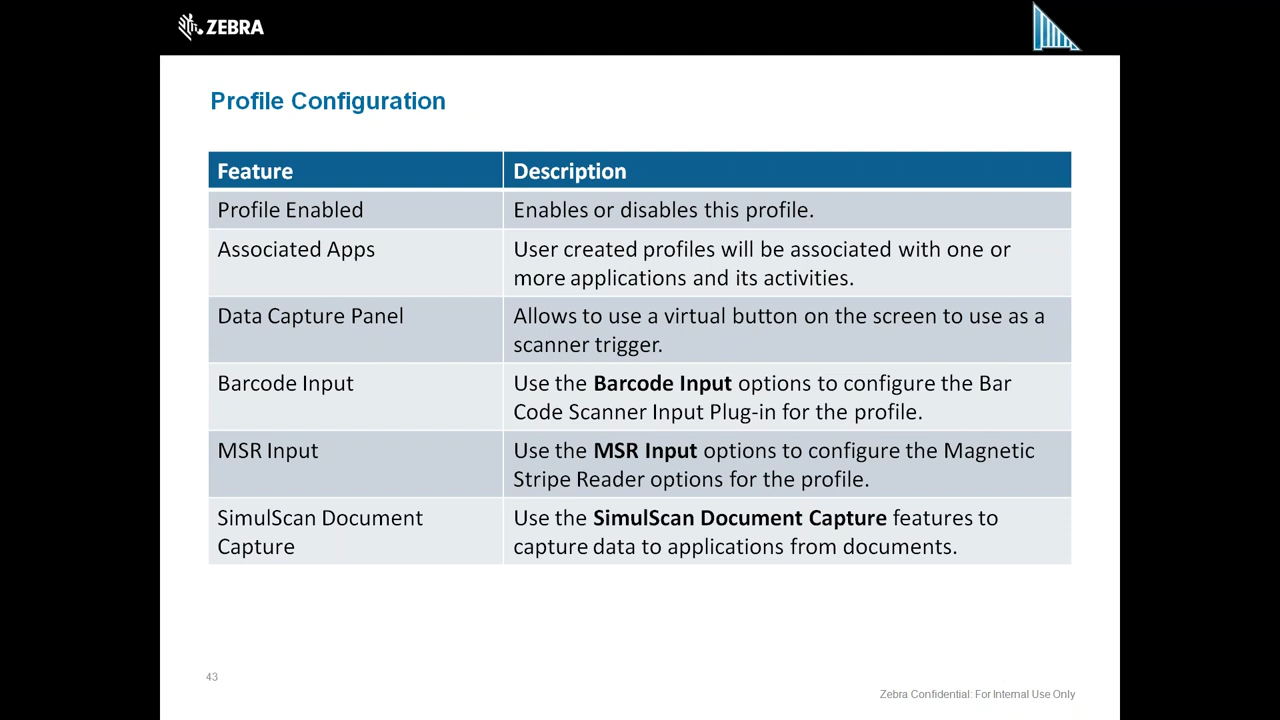 ZEBRA
Profile Configuration
Feature
Description
Profile Enabled
Enables or disables this profile.
Associated Apps
User created profiles will be associated with one or
more applications and its activities.
Data Capture Panel
Allows to use a virtual button on the screen to use as a
scanner trigger.
Barcode Input
Use the Barcode Input options to configure the Bar
Code Scanner Input Plug-in for the profile.
MSR Input
Use the MSR Input options to configure the Magnetic
Stripe Reader options for the profile.
SimulScan Document
Capture
Use the SimulScan Document Capture features to
capture data to applications from documents.
43
Zebra Confidential: For Internal Use Only